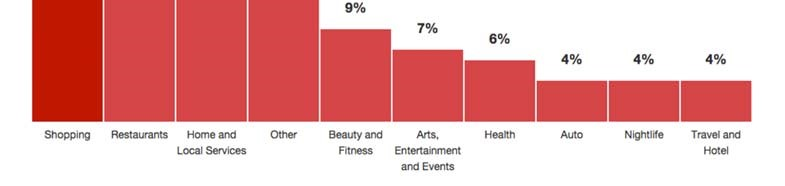 9%
7%
6%
4%
4%
4%
Shopping
Restaurants
Home and
Local Services
Other
Beauty and
Fitness
Arts,
Entertainment
and Events
Health
Auto
Nightlife
Travel and
Hotel